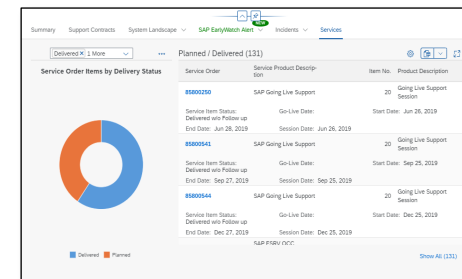 NEW
Summary Support Contracts System Landscape SAP EarlyWatch Alert Incidents Services
Delivered × 1 More
Service Order Items by Delivery Status
Delivered Planned
Planned / Delivered (131)
Service Order Service Product Descrip- Item No. Product Description
tion
85800250 SAP Going Live Support 20 Going Live Support
Session
Service Item Status: Go-Live Date: Start Date: Jun 26, 2019
Delivered w/o Follow up
End Date: Jun 28, 2019 Session Date: Jun 26, 2019
85800541 SAP Going Live Support 20 Going Live Support
Session
Service Item Status: Go-Live Date: Start Date: Sep 25, 2019
Delivered w/o Follow up
End Date: Sep 27, 2019 Session Date: Sep 25, 2019
85800544 SAP Going Live Support 20 Going Live Support
Session
Service Item Status: Go-Live Date: Start Date: Dec 25, 2019
Delivered w/o Follow up
End Date: Dec 27, 2019 Session Date: Dec 25, 2019
Show All (131)